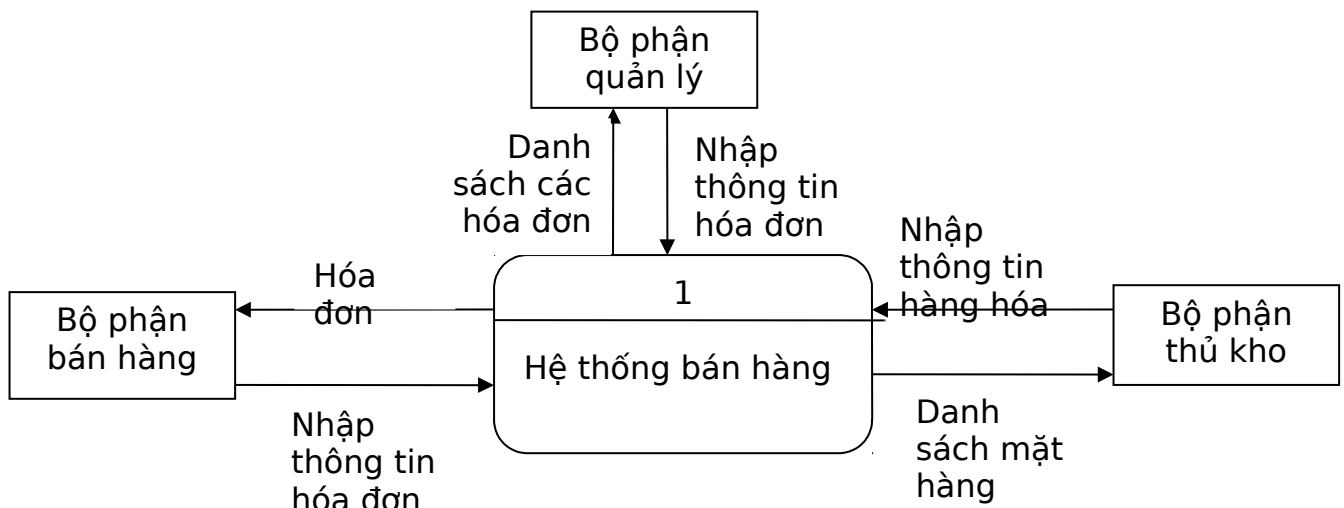 Bộ phận
quản lý
Danh
sách các
hóa đơn
Nhập
thông tin
hóa đơn
Nhập
thông tin
hàng hóa
Hóa
đơn
1
Bộ phận
bán hàng
Hệ thống bán hàng
Bộ phận
thủ kho
Nhập
thông tin
hóa đơn
Danh
sách mặt
hàng